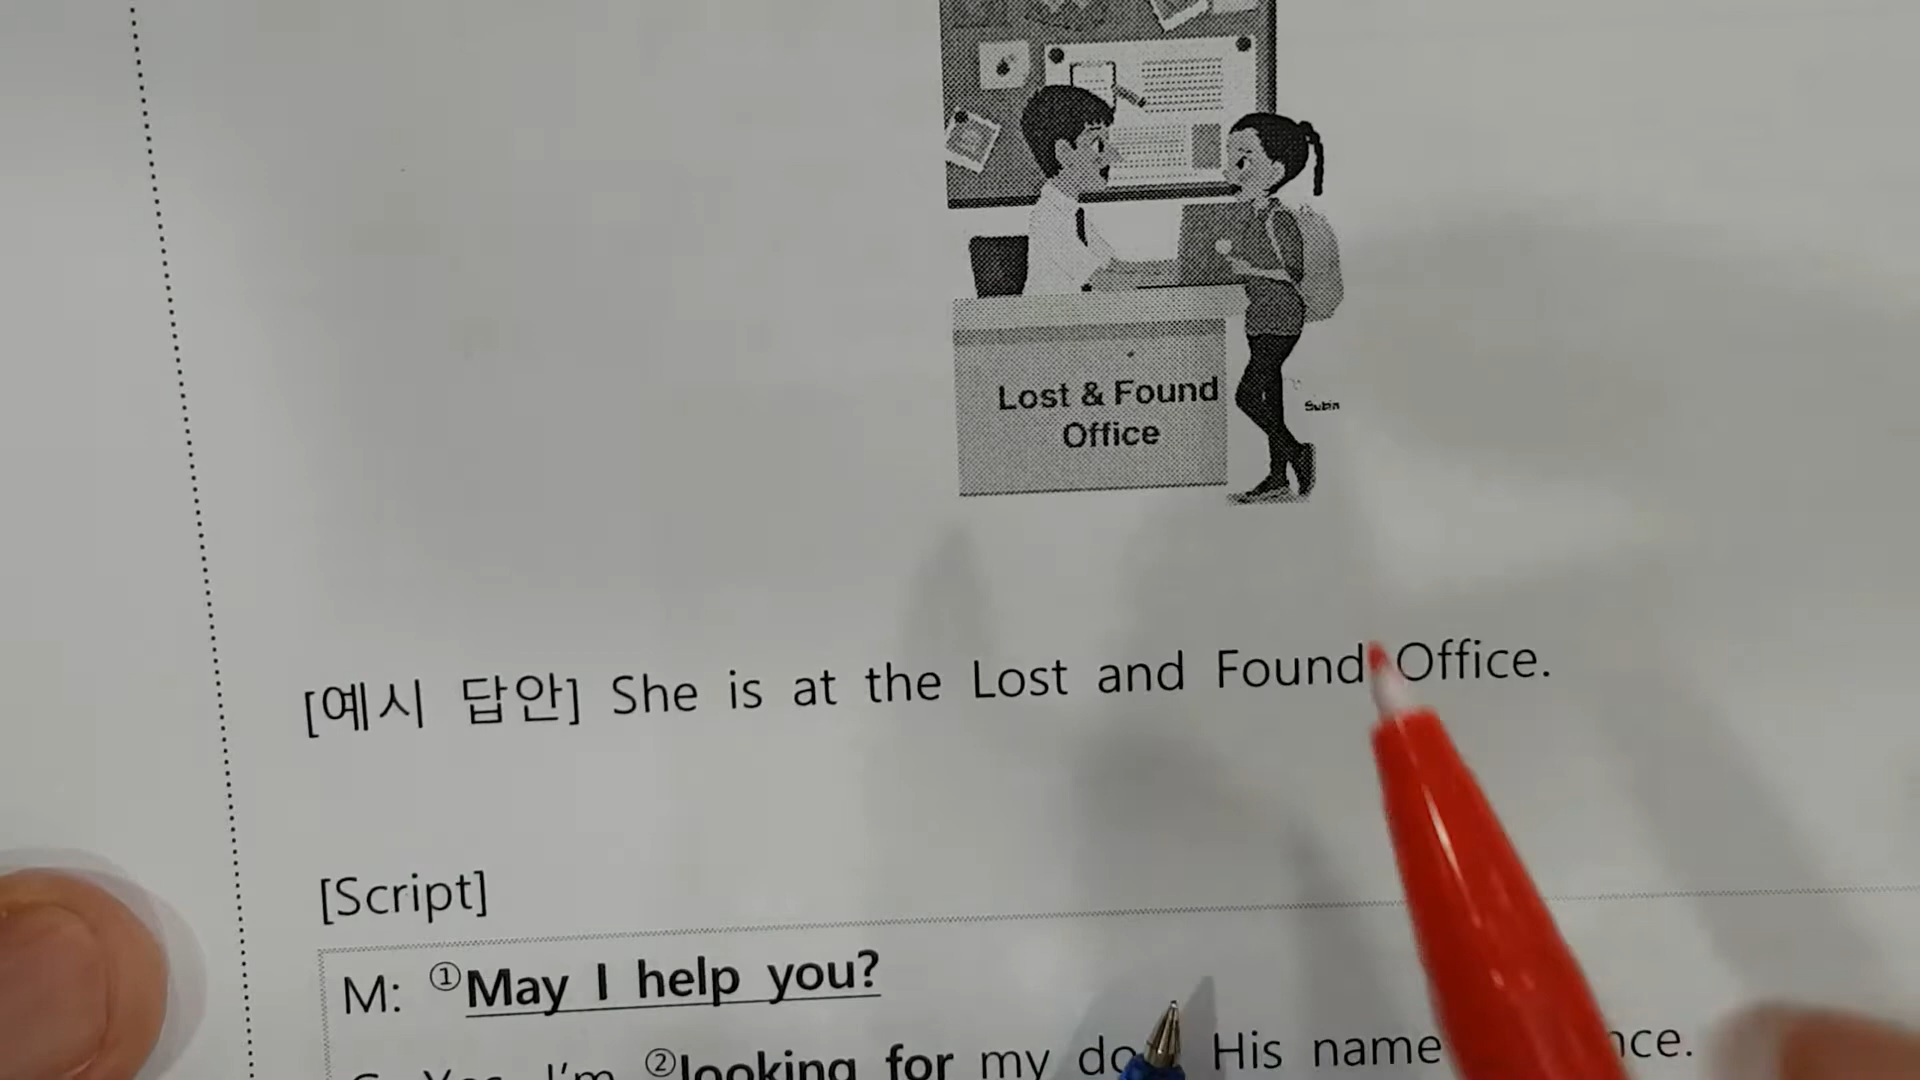 Lost & Found
Office
Subin
[예시 답안] She is at the Lost and Found Office.
[Script]
M: ①May I help you?
I'm ②looking for my His name